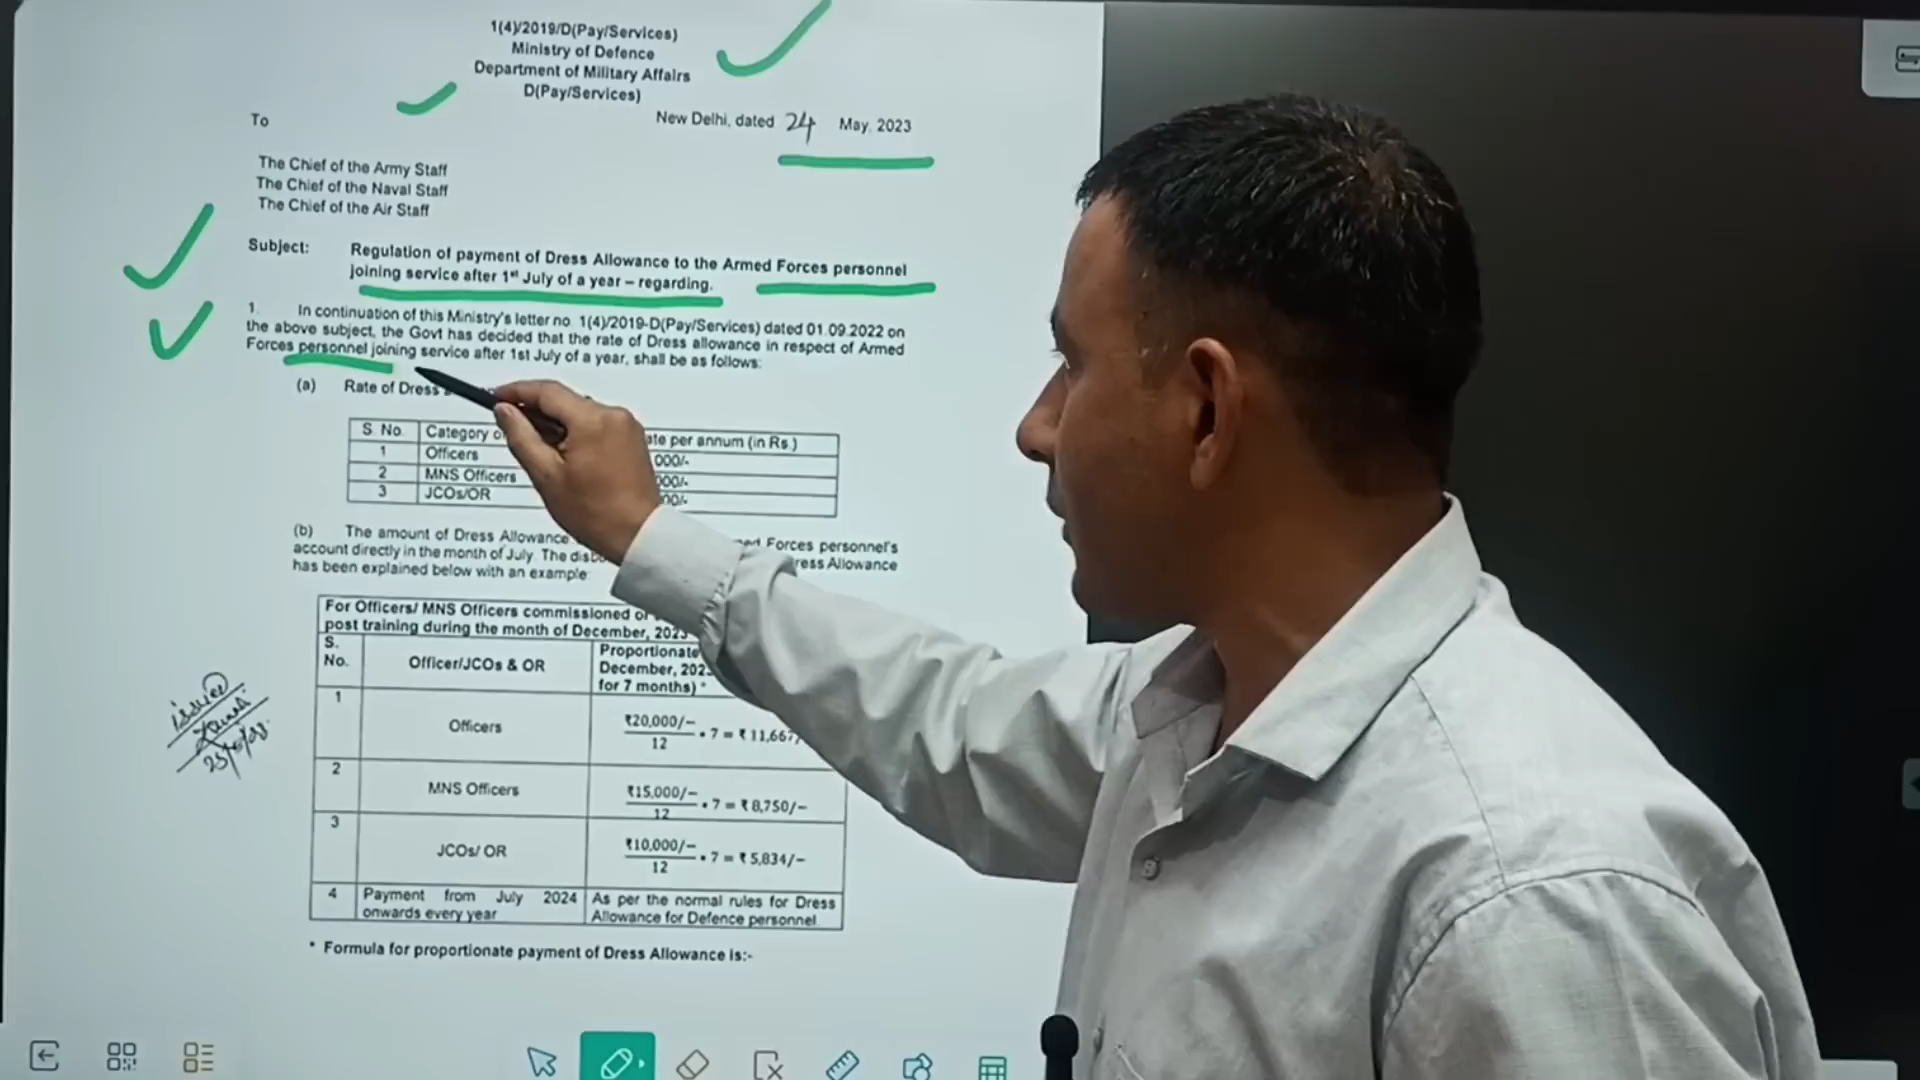 1(4)/2019/D(Pay/Services)
Ministry of Defence
Department of Military Affairs
D(Pay/Services)
New Delhi, dated 24 May, 2023
To
The Chief of the Army Staff
The Chief of the Naval Staff
The Chief of the Air Staff
Subject: Regulation of payment of Dress Allowance to the Armed Forces personnel
joining service after 1st July of a year – regarding.
1. In continuation of this Ministry's letter no. 1(4)/2019-D(Pay/Services) dated 01.09.2022 on
the above subject, the Govt has decided that the rate of Dress allowance in respect of Armed
Forces personnel joining service after 1st July of a year, shall be as follows:
(a) Rate of Dress
S. No. Category per annum (in Rs.)
1 Officers 000/-
2 MNS Officers 000/-
3 JCOs/OR
(b) The amount of Dress Allowance Forces personnel's
account directly in the month of July. The Allowance
has been explained below with an example:
For Officers/ MNS Officers commissioned
post training during the month of December, 2023
S. No. Officer/JCOs & OR Proportionate
December,
for 7 months) *
1 Officers ₹20,000/- / 12 * 7 = ₹ 11,667/
2 MNS Officers ₹15,000/- / 12 * 7 = ₹ 8,750/-
3 JCOs/ OR ₹10,000/- / 12 * 7 = ₹ 5,834/-
4 Payment from July 2024 As per the normal rules for Dress
onwards every year Allowance for Defence personnel
* Formula for proportionate payment of Dress Allowance is:-